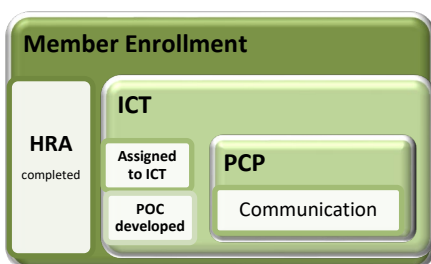 Member Enrollment
HRA
completed
ICT
Assigned
to ICT
POC
developed
PCP
Communication